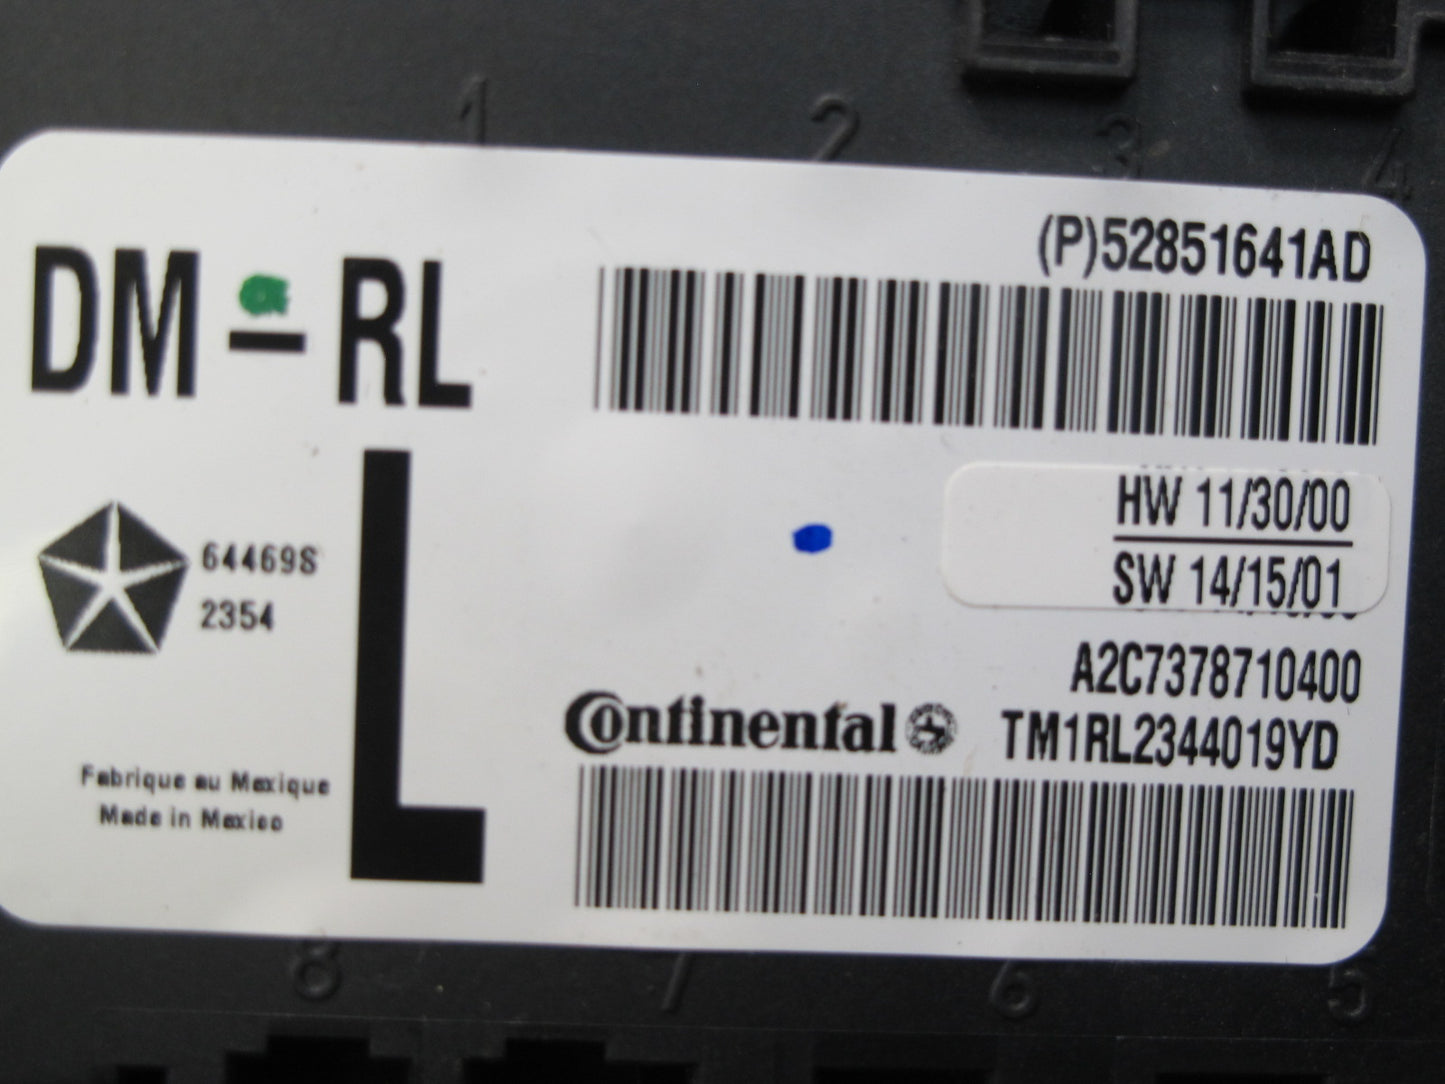 1 2 3 4
(P)52851641AD
DM-RL
HW 11/30/00
SW 14/15/01
64469S
2354
L
A2C7378710400
Continental TM1RL2344019YD
Fabrique au Mexique
Made in Mexico
8 7 6 5